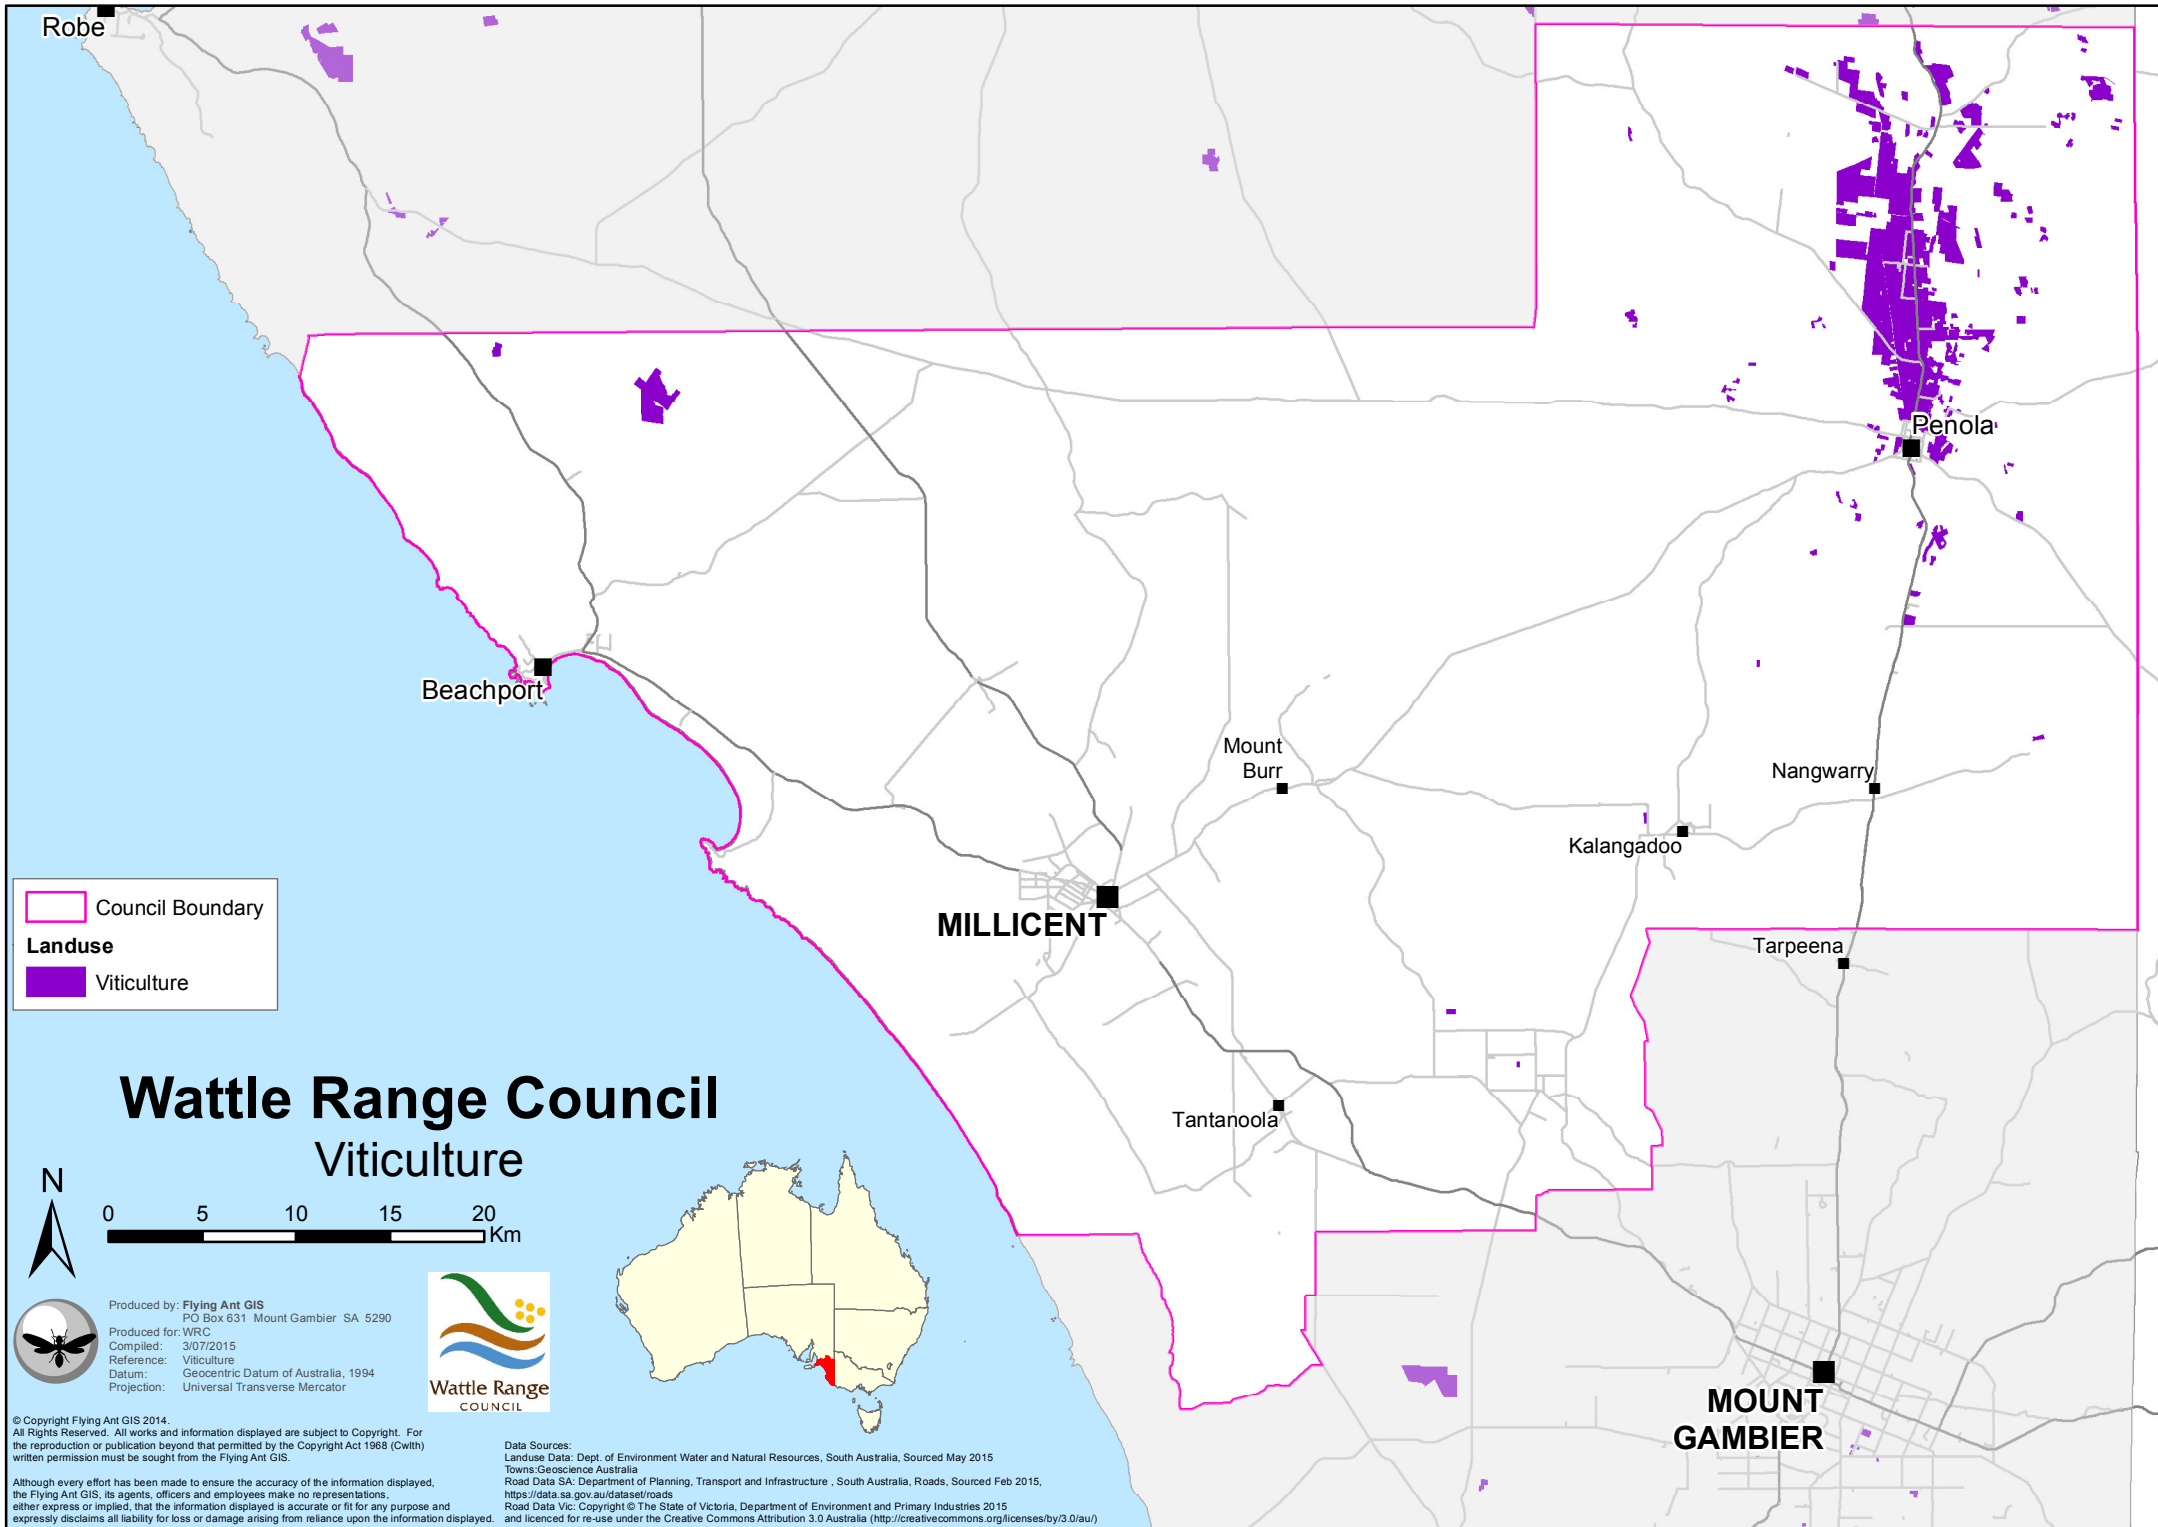 Robe
Penola
Beachport
Mount
Burr
Nangwarry
Kalangadoo
MILLICENT
Tarpeena
Tantanoola
MOUNT
GAMBIER
Council Boundary
Landuse
Viticulture
Wattle Range Council
Viticulture
N
0 5 10 15 20
Km
Produced by: Flying Ant GIS
PO Box 631 Mount Gambier SA 5290
Produced for: WRC
Compiled: 3/07/2015
Reference: Viticulture
Datum: Geocentric Datum of Australia, 1994
Projection: Universal Transverse Mercator
Wattle Range
COUNCIL
© Copyright Flying Ant GIS 2014.
All Rights Reserved. All works and information displayed are subject to Copyright. For
the reproduction or publication beyond that permitted by the Copyright Act 1968 (Cwlth)
written permission must be sought from the Flying Ant GIS.
Although every effort has been made to ensure the accuracy of the information displayed,
the Flying Ant GIS, its agents, officers and employees make no representations,
either express or implied, that the information displayed is accurate or fit for any purpose and
expressly disclaims all liability for loss or damage arising from reliance upon the information displayed.
Data Sources:
Landuse Data: Dept. of Environment Water and Natural Resources, South Australia, Sourced May 2015
Towns:Geoscience Australia
Road Data SA: Department of Planning, Transport and Infrastructure , South Australia, Roads, Sourced Feb 2015,
https://data.sa.gov.au/dataset/roads
Road Data Vic: Copyright © The State of Victoria, Department of Environment and Primary Industries 2015
and licenced for re-use under the Creative Commons Attribution 3.0 Australia (http://creativecommons.org/licenses/by/3.0/au/)